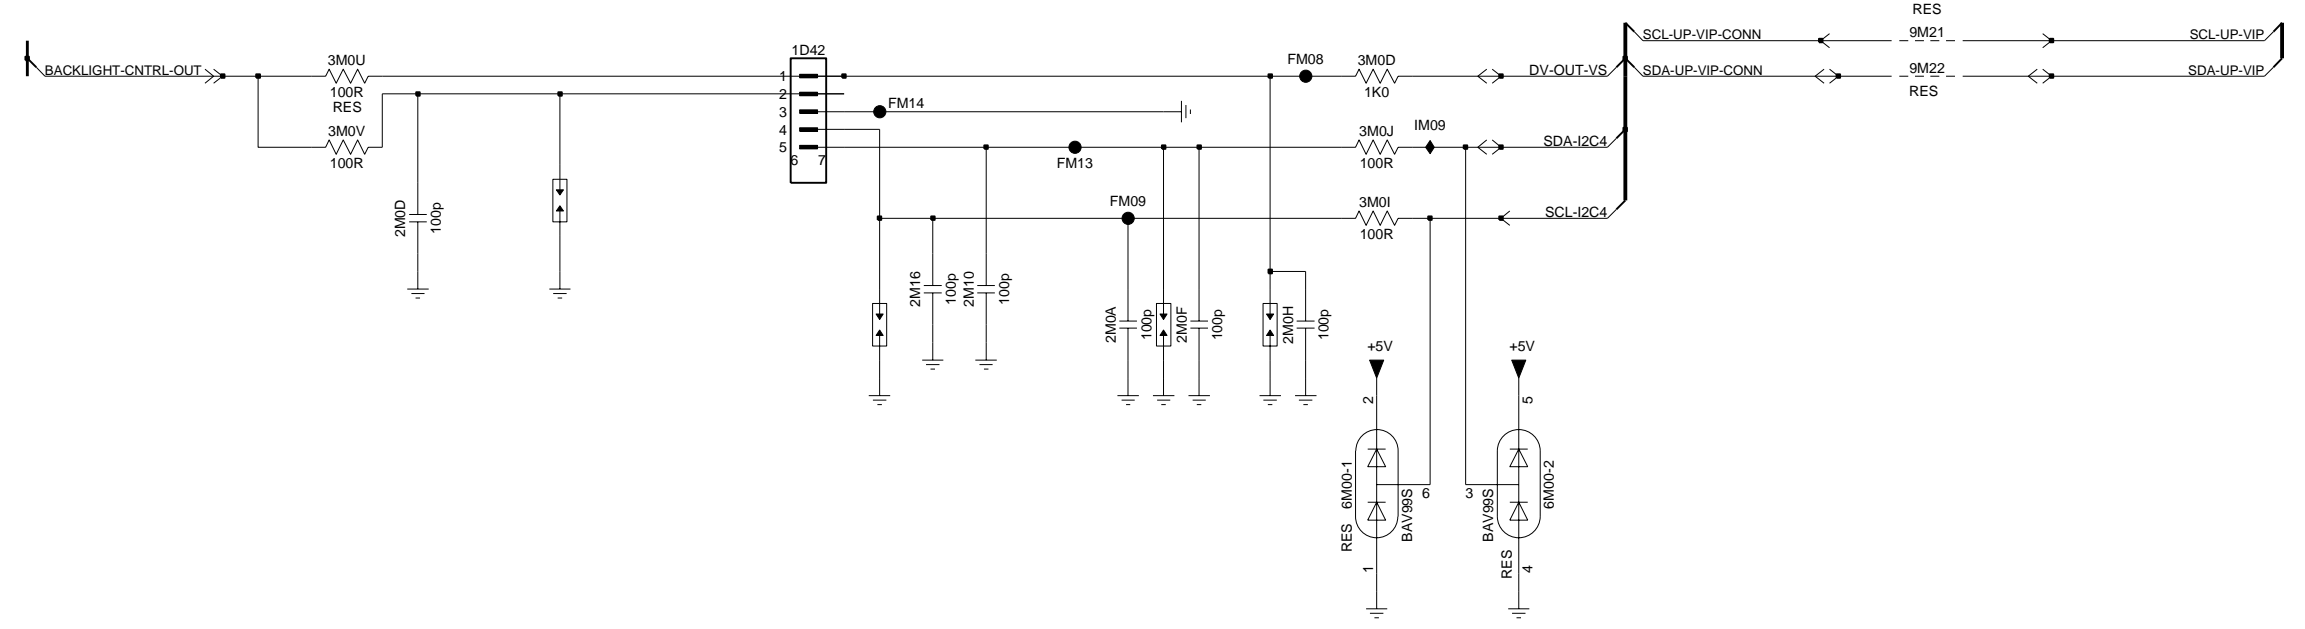 RES
9M21
SCL-UP-VIP-CONN
SCL-UP-VIP
1D42
3M0U
BACKLIGHT-CNTRL-OUT
100R
RES
FM08
3M0D
1K0
DV-OUT-VS
SDA-UP-VIP-CONN
9M22
SDA-UP-VIP
RES
1
2
3
4
5
6 7
FM14
3M0V
100R
FM13
3M0J
100R
IM09
SDA-I2C4
FM09
3M0I
100R
SCL-I2C4
2M0D
100p
2M16
100p
2M10
100p
2M0A
100p
2M0F
100p
2M0H
100p
+5V
+5V
2
5
6M00-1
RES
BAV99S
6
3
BAV99S
6M00-2
RES
1
4